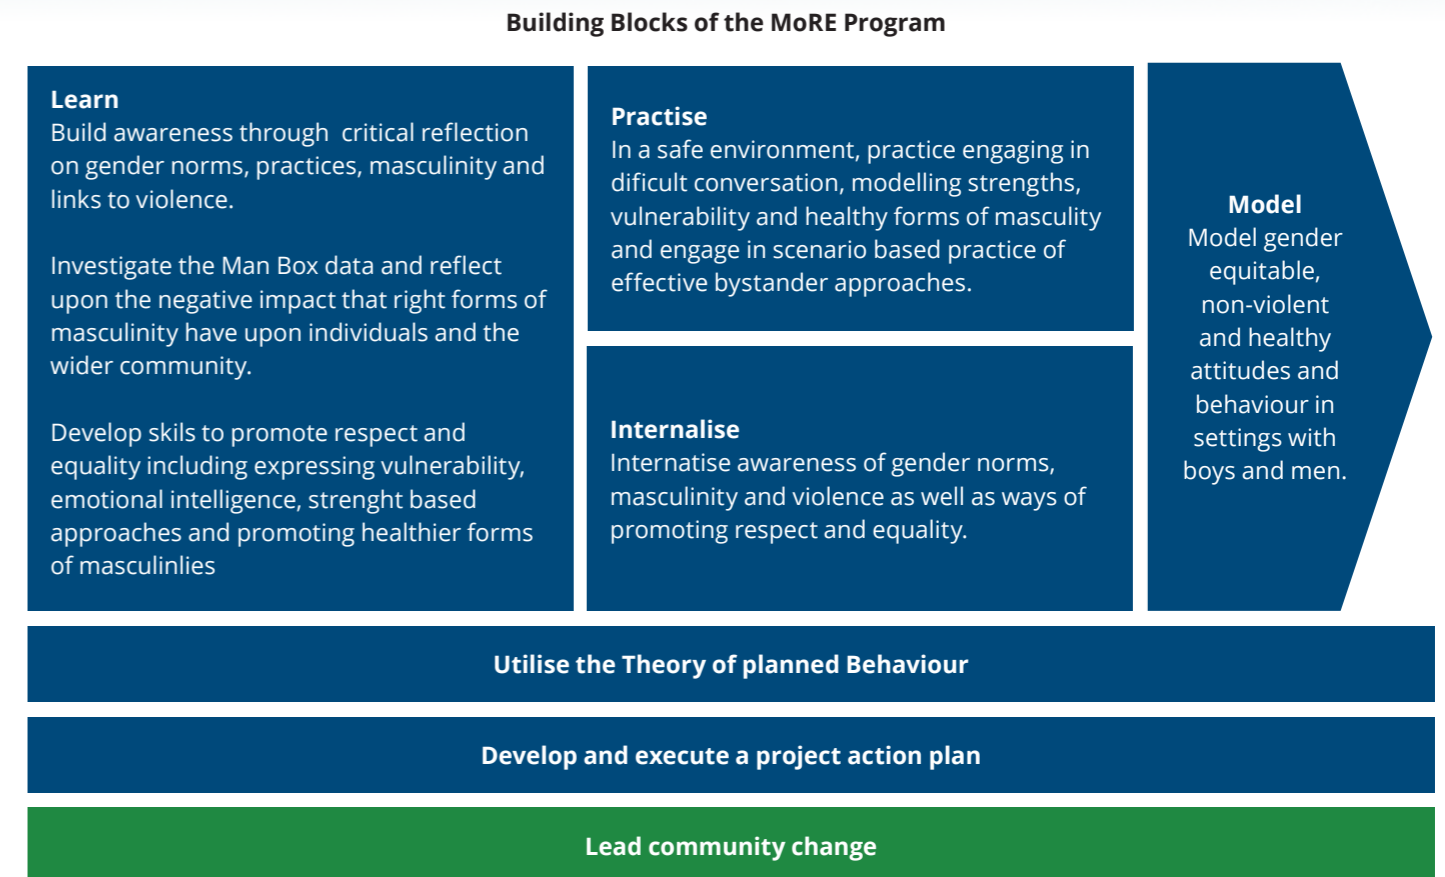 Building Blocks of the MoRE Program
Learn
Build awareness through  critical reflection
on gender norms, practices, masculinity and
links to violence.
Investigate the Man Box data and reflect
upon the negative impact that right forms of
masculinity have upon individuals and the
wider community.
Develop skils to promote respect and
equality including expressing vulnerability,
emotional intelligence, strenght based
approaches and promoting healthier forms
of masculinlies
Practise
In a safe environment, practice engaging in
dificult conversation, modelling strengths,
vulnerability and healthy forms of masculity
and engage in scenario based practice of
effective bystander approaches.
Internalise
Internatise awareness of gender norms,
masculinity and violence as well as ways of
promoting respect and equality.
Model
Model gender
equitable,
non-violent
and healthy
attitudes and
behaviour in
settings with
boys and men.
Utilise the Theory of planned Behaviour
Develop and execute a project action plan
Lead community change